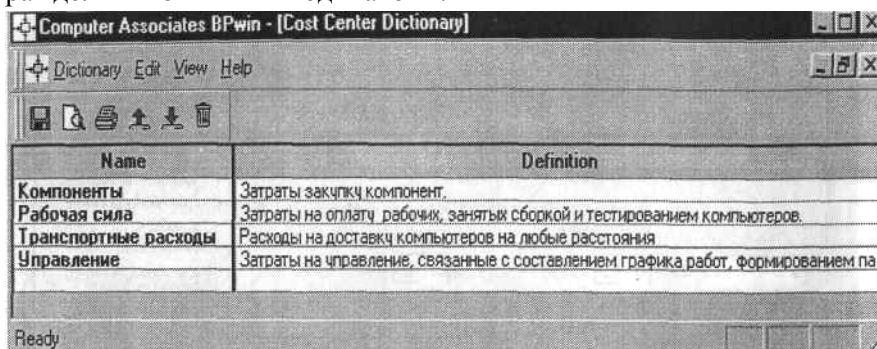 Computer Associates BPwin - [Cost Center Dictionary]
Dictionary Edit View Help
Name Definition
Компоненты Затраты закупку компонент.
Рабочая сила Затраты на оплату рабочих, занятых сборкой и тестированием компьютеров.
Транспортные расходы Расходы на доставку компьютеров на любые расстояния
Управление Затраты на управление, связанные с составлением графика работ, формированием па
Ready